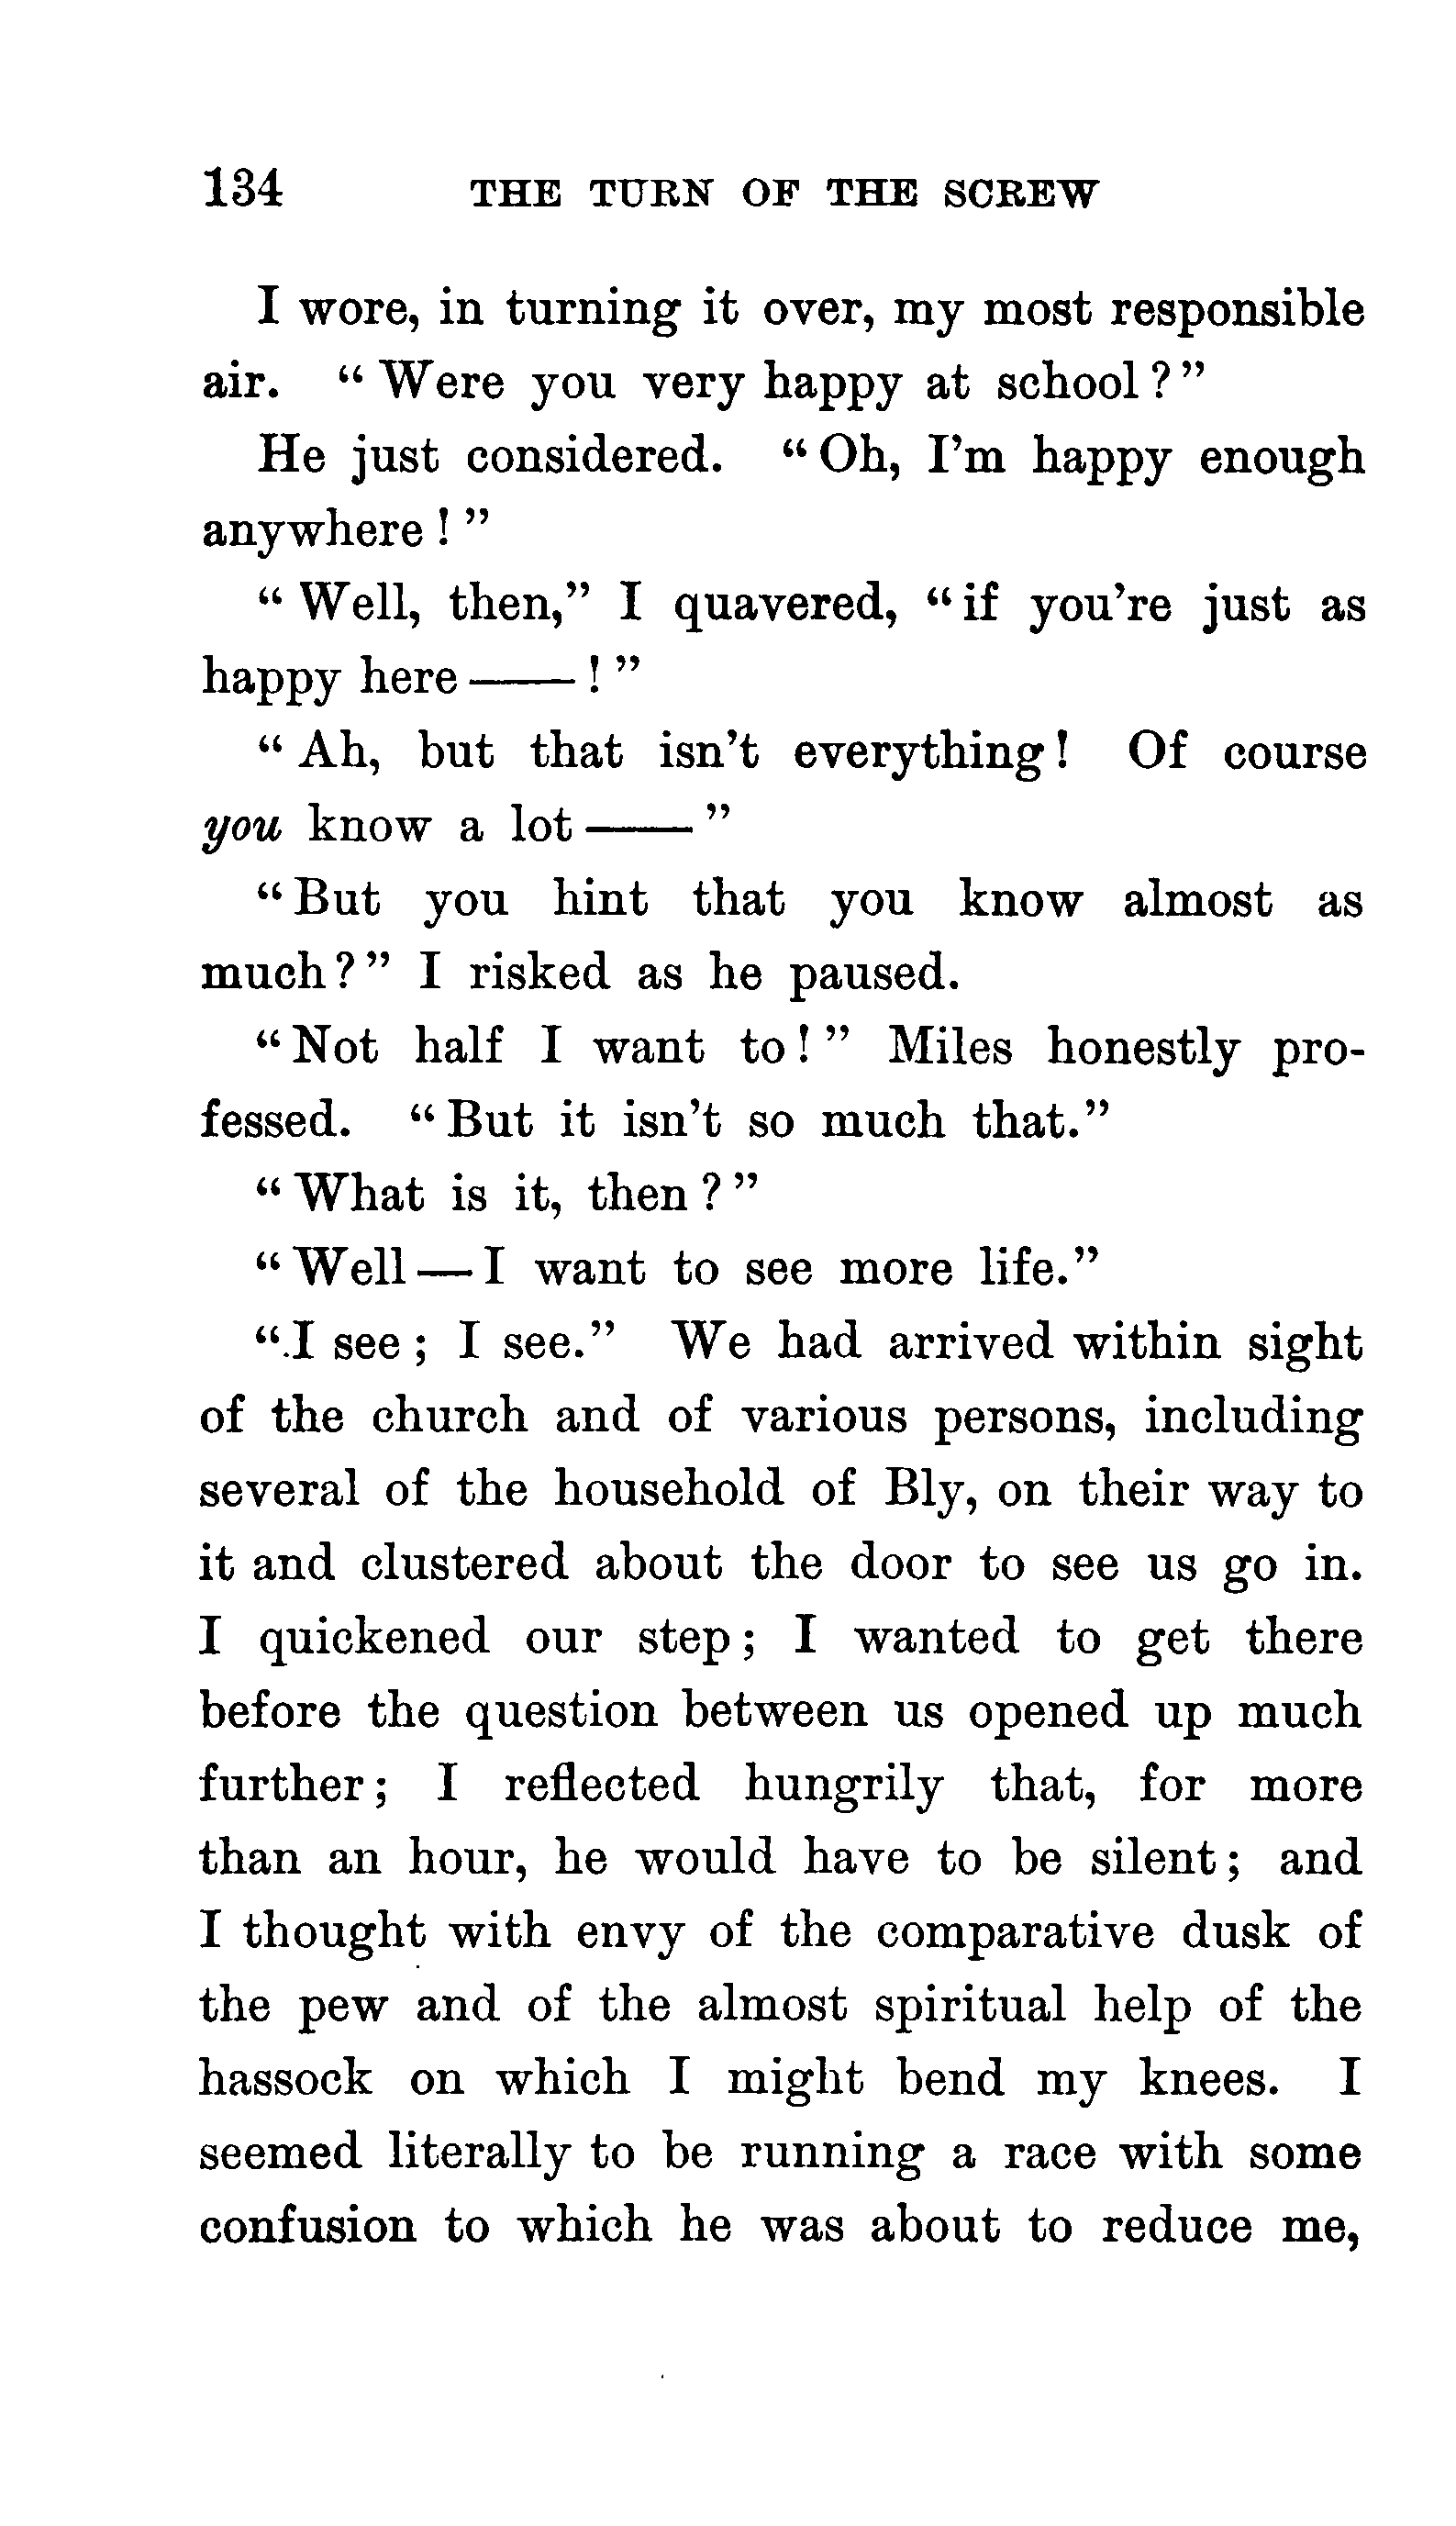 134 THE TURN OF THE SCREW
I wore, in turning it over, my most responsible
air. “Were you very happy at school?”
He just considered. “Oh, I’m happy enough
anywhere!”
“Well, then,” I quavered, “if you’re just as
happy here——!”
“Ah, but that isn’t everything! Of course
you know a lot——”
“But you hint that you know almost as
much?” I risked as he paused.
“Not half I want to!” Miles honestly pro-
fessed. “But it isn’t so much that.”
“What is it, then?”
“Well—I want to see more life.”
“I see; I see.” We had arrived within sight
of the church and of various persons, including
several of the household of Bly, on their way to
it and clustered about the door to see us go in.
I quickened our step; I wanted to get there
before the question between us opened up much
further; I reflected hungrily that, for more
than an hour, he would have to be silent; and
I thought with envy of the comparative dusk of
the pew and of the almost spiritual help of the
hassock on which I might bend my knees. I
seemed literally to be running a race with some
confusion to which he was about to reduce me,